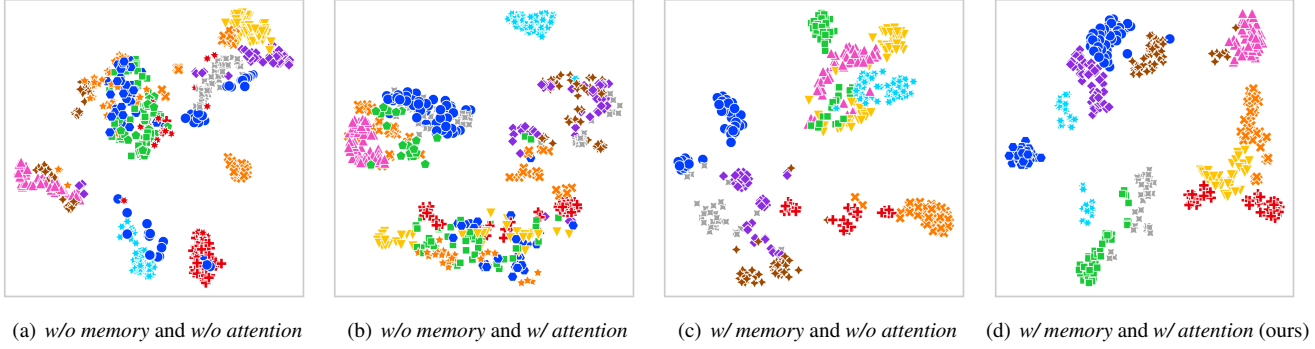 (a) w/o memory and w/o attention
(b) w/o memory and w/ attention
(c) w/ memory and w/o attention
(d) w/ memory and w/ attention (ours)